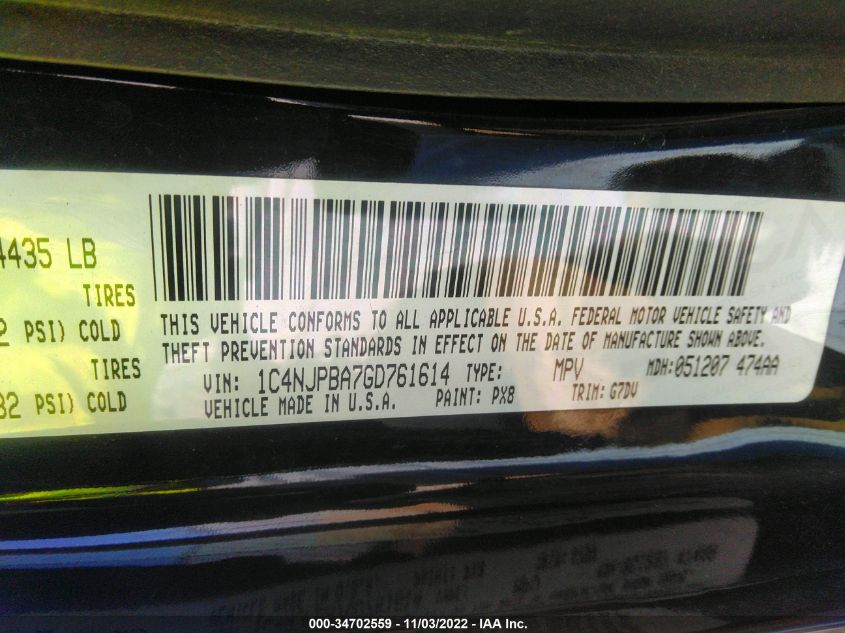 4435 LB
TIRES
2 PSI) COLD
TIRES
32 PSI) COLD
THIS VEHICLE CONFORMS TO ALL APPLICABLE U.S.A. FEDERAL MOTOR VEHICLE SAFETY AND
THEFT PREVENTION STANDARDS IN EFFECT ON THE DATE OF MANUFACTURE SHOWN ABOVE.
VIN: 1C4NJPBA7GD761614 TYPE: MPV MDH:051207 474AA
VEHICLE MADE IN U.S.A. PAINT: PX8 TRIM: G7DV
000-34702559 - 11/03/2022 - IAA Inc.